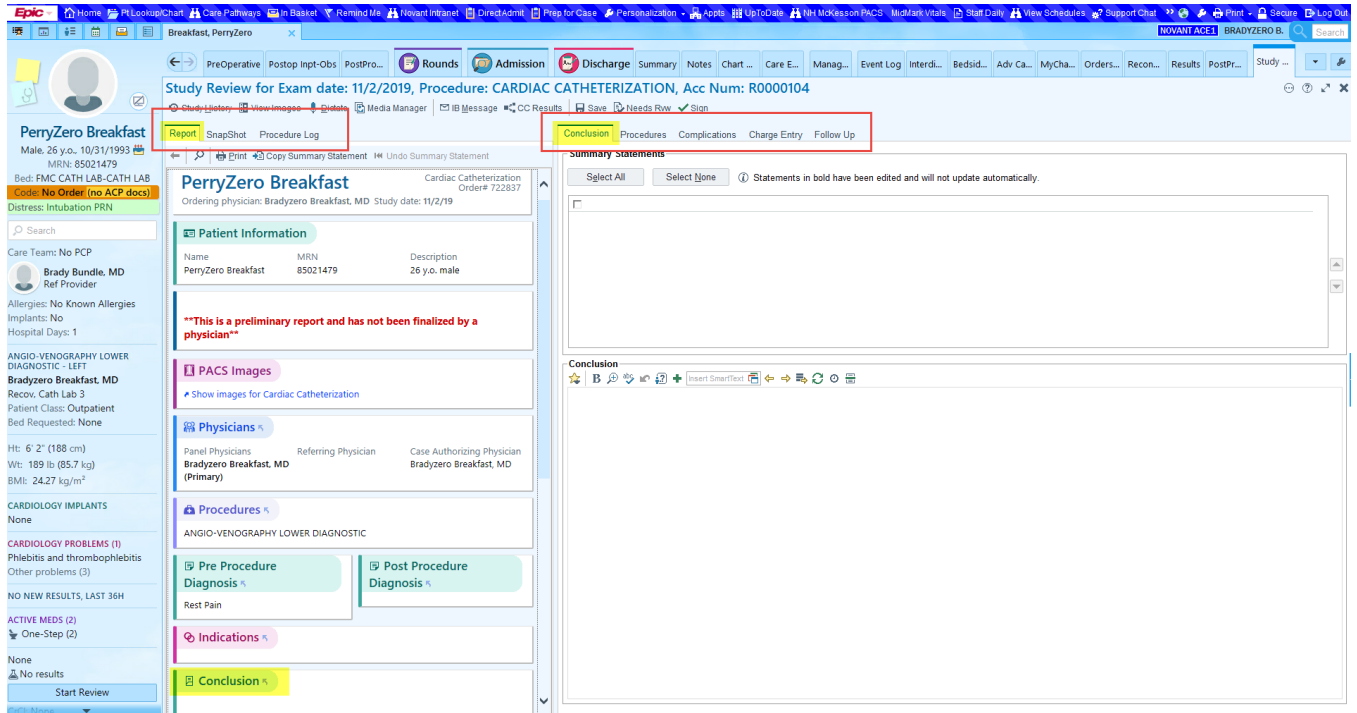 Epic Home Pt Lookup/Chart Care Pathways In Basket Remind Me Novant Intranet DirectAdmit Prep for Case Personalization Appts UpToDate NH McKesson PACS MidMark Vitals Staff Daily View Schedules Support Chat Print Secure Log Out
Breakfast, PerryZero
NOVANT ACE1 BRADYZERO B. Search
PreOperative Postop Inpt-Obs PostPro... Rounds Admission Discharge Summary Notes Chart ... Care E... Manag... Event Log Interdi... Bedsid... Adv Ca... MyCha... Orders... Recon... Results PostPr... Study ...
Study Review for Exam date: 11/2/2019, Procedure: CARDIAC CATHETERIZATION, Acc Num: R0000104
Study History View Images Dictate Media Manager IB Message CC Results Save Needs Rvw Sign
PerryZero Breakfast
Male, 26 y.o., 10/31/1993
MRN: 85021479
Bed: FMC CATH LAB-CATH LAB
Code: No Order (no ACP docs)
Distress: Intubation PRN
Search
Care Team: No PCP
Brady Bundle, MD
Ref Provider
Allergies: No Known Allergies
Implants: No
Hospital Days: 1
ANGIO-VENOGRAPHY LOWER
DIAGNOSTIC - LEFT
Bradyzero Breakfast, MD
Recov, Cath Lab 3
Patient Class: Outpatient
Bed Requested: None
Ht: 6' 2" (188 cm)
Wt: 189 lb (85.7 kg)
BMI: 24.27 kg/m²
CARDIOLOGY IMPLANTS
None
CARDIOLOGY PROBLEMS (1)
Phlebitis and thrombophlebitis
Other problems (3)
NO NEW RESULTS, LAST 36H
ACTIVE MEDS (2)
One-Step (2)
None
No results
Start Review
CrCl: None
Report SnapShot Procedure Log
Print Copy Summary Statement Undo Summary Statement
PerryZero Breakfast
Cardiac Catheterization
Order# 722837
Ordering physician: Bradyzero Breakfast, MD Study date: 11/2/19
Patient Information
Name MRN Description
PerryZero Breakfast 85021479 26 y.o. male
**This is a preliminary report and has not been finalized by a
physician**
PACS Images
Show images for Cardiac Catheterization
Physicians
Panel Physicians Referring Physician Case Authorizing Physician
Bradyzero Breakfast, MD Bradyzero Breakfast, MD
(Primary)
Procedures
ANGIO-VENOGRAPHY LOWER DIAGNOSTIC
Pre Procedure
Diagnosis
Rest Pain
Post Procedure
Diagnosis
Indications
Conclusion
Conclusion Procedures Complications Charge Entry Follow Up
Summary Statements
Select All Select None Statements in bold have been edited and will not update automatically.
Conclusion
B Insert SmartText